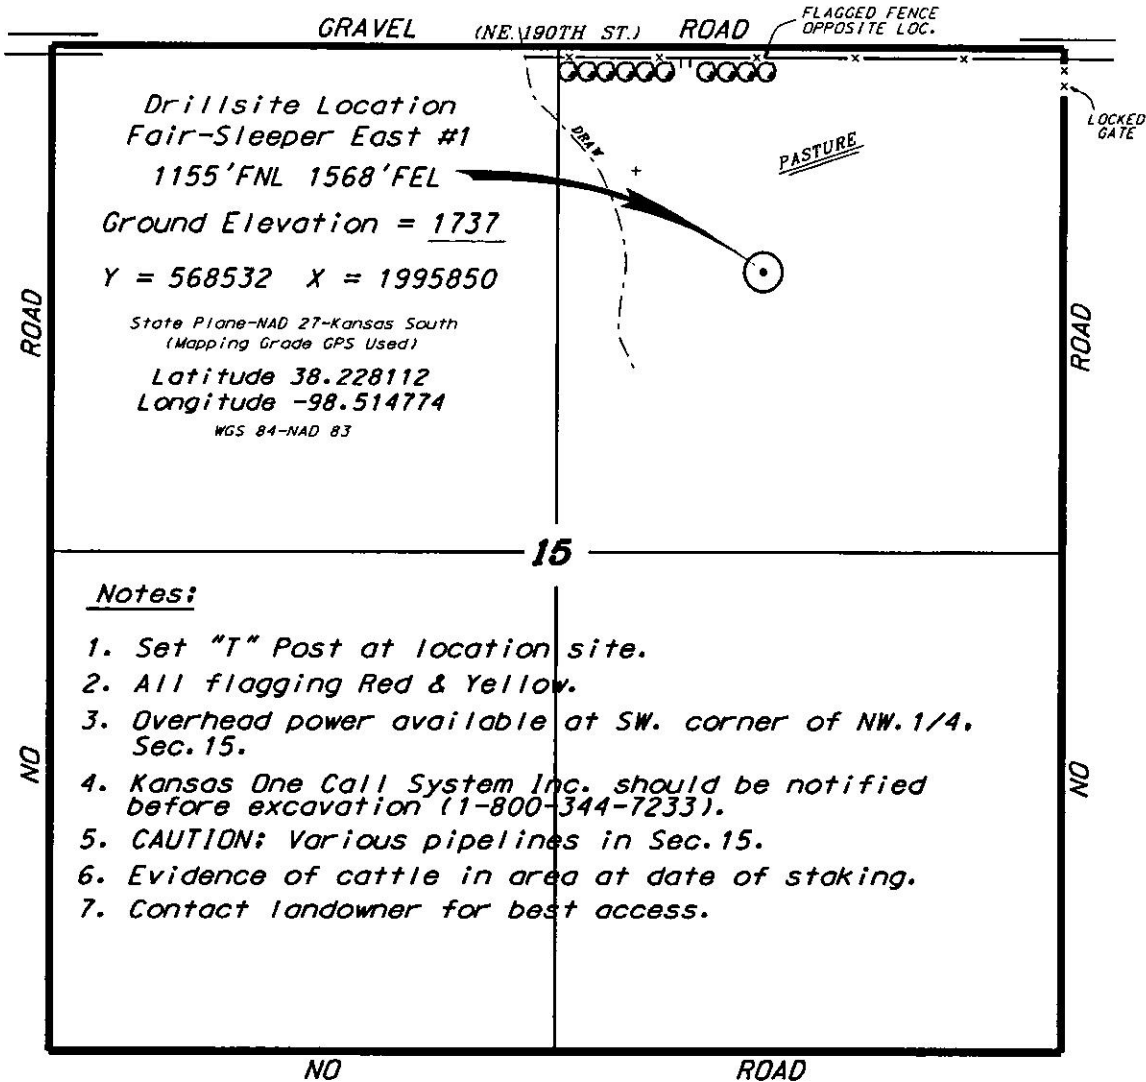 GRAVEL (NE. 190TH ST.) ROAD
FLAGGED FENCE
OPPOSITE LOC.
LOCKED
GATE
Drillsite Location
Fair-Sleeper East #1
1155'FNL 1568'FEL
Ground Elevation = 1737
Y = 568532 X = 1995850
State Plane-NAD 27-Kansas South
(Mapping Grade GPS Used)
Latitude 38.228112
Longitude -98.514774
WGS 84-NAD 83
DRAW
PASTURE
ROAD
ROAD
15
Notes:
1. Set "T" Post at location site.
2. All flagging Red & Yellow.
3. Overhead power available at SW. corner of NW.1/4.
Sec.15.
4. Kansas One Call System Inc. should be notified
before excavation (1-800-344-7233).
5. CAUTION: Various pipelines in Sec.15.
6. Evidence of cattle in area at date of staking.
7. Contact landowner for best access.
NO
NO
NO ROAD